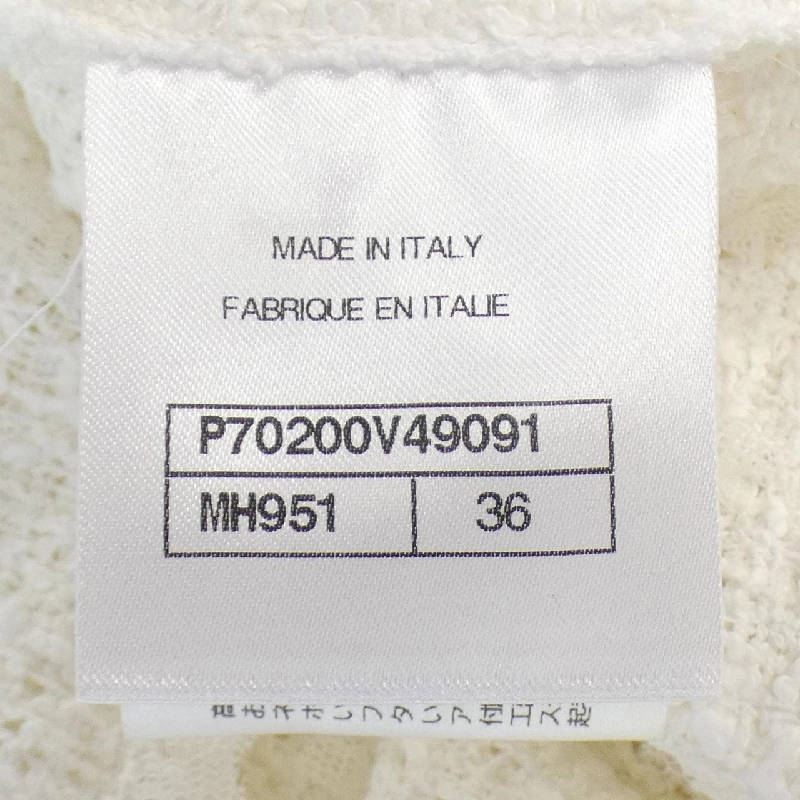 MADE IN ITALY
FABRIQUE EN ITALIE
P70200V49091
MH951 36